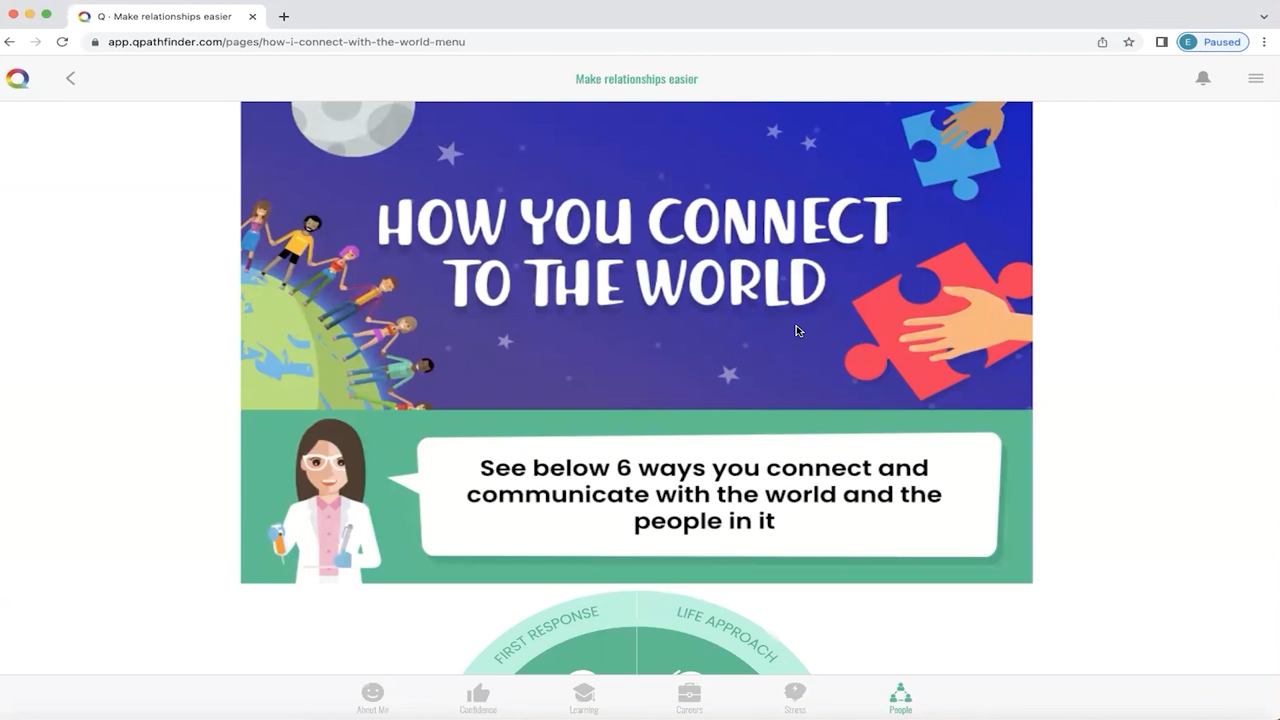 Q · Make relationships easier
app.qpathfinder.com/pages/how-i-connect-with-the-world-menu
E Paused
Make relationships easier
HOW YOU CONNECT
TO THE WORLD
See below 6 ways you connect and
communicate with the world and the
people in it
FIRST RESPONSE
LIFE APPROACH
About Me
Confidence
Learning
Careers
Stress
People